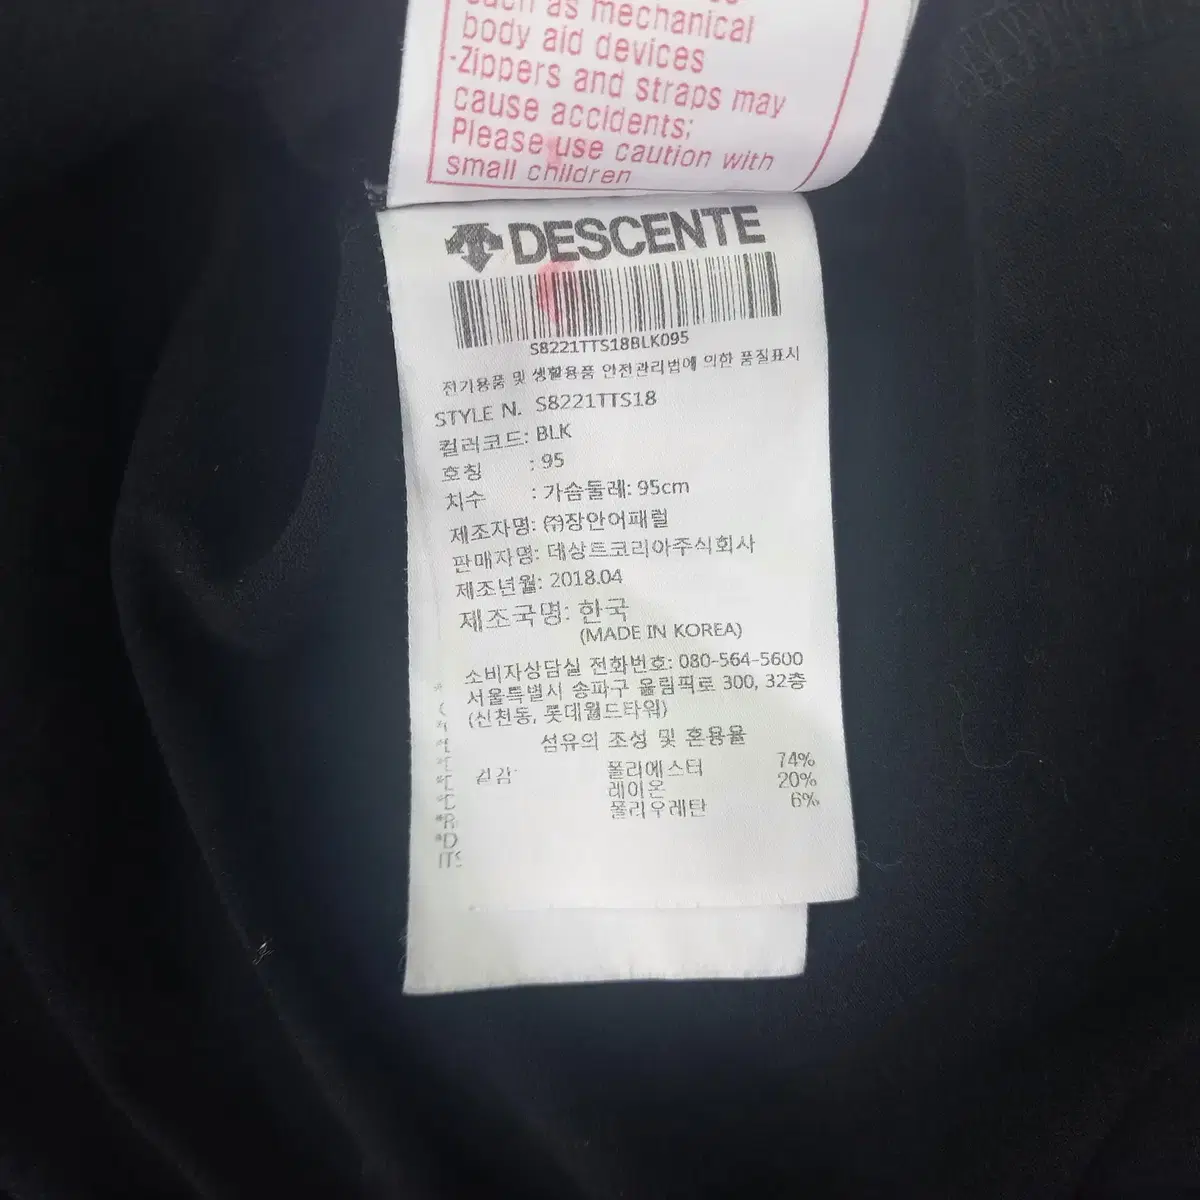 such as mechanical
body aid devices
-Zippers and straps may
cause accidents;
Please use caution with
small children
DESCENTE
S8221TTS18BLK095
전기용품 및 생활용품 안전관리법에 의한 품질표시
STYLE N. S8221TTS18
컬러코드: BLK
호칭 : 95
치수 : 가슴둘레: 95cm
제조자명: ㈜장안어패럴
판매자명: 데상트코리아주식회사
제조년월: 2018.04
제조국명: 한국
(MADE IN KOREA)
소비자상담실 전화번호: 080-564-5600
서울특별시 송파구 올림픽로 300, 32층
(신천동, 롯데월드타워)
섬유의 조성 및 혼용율
겉감 폴리에스터 74%
레이온 20%
폴리우레탄 6%